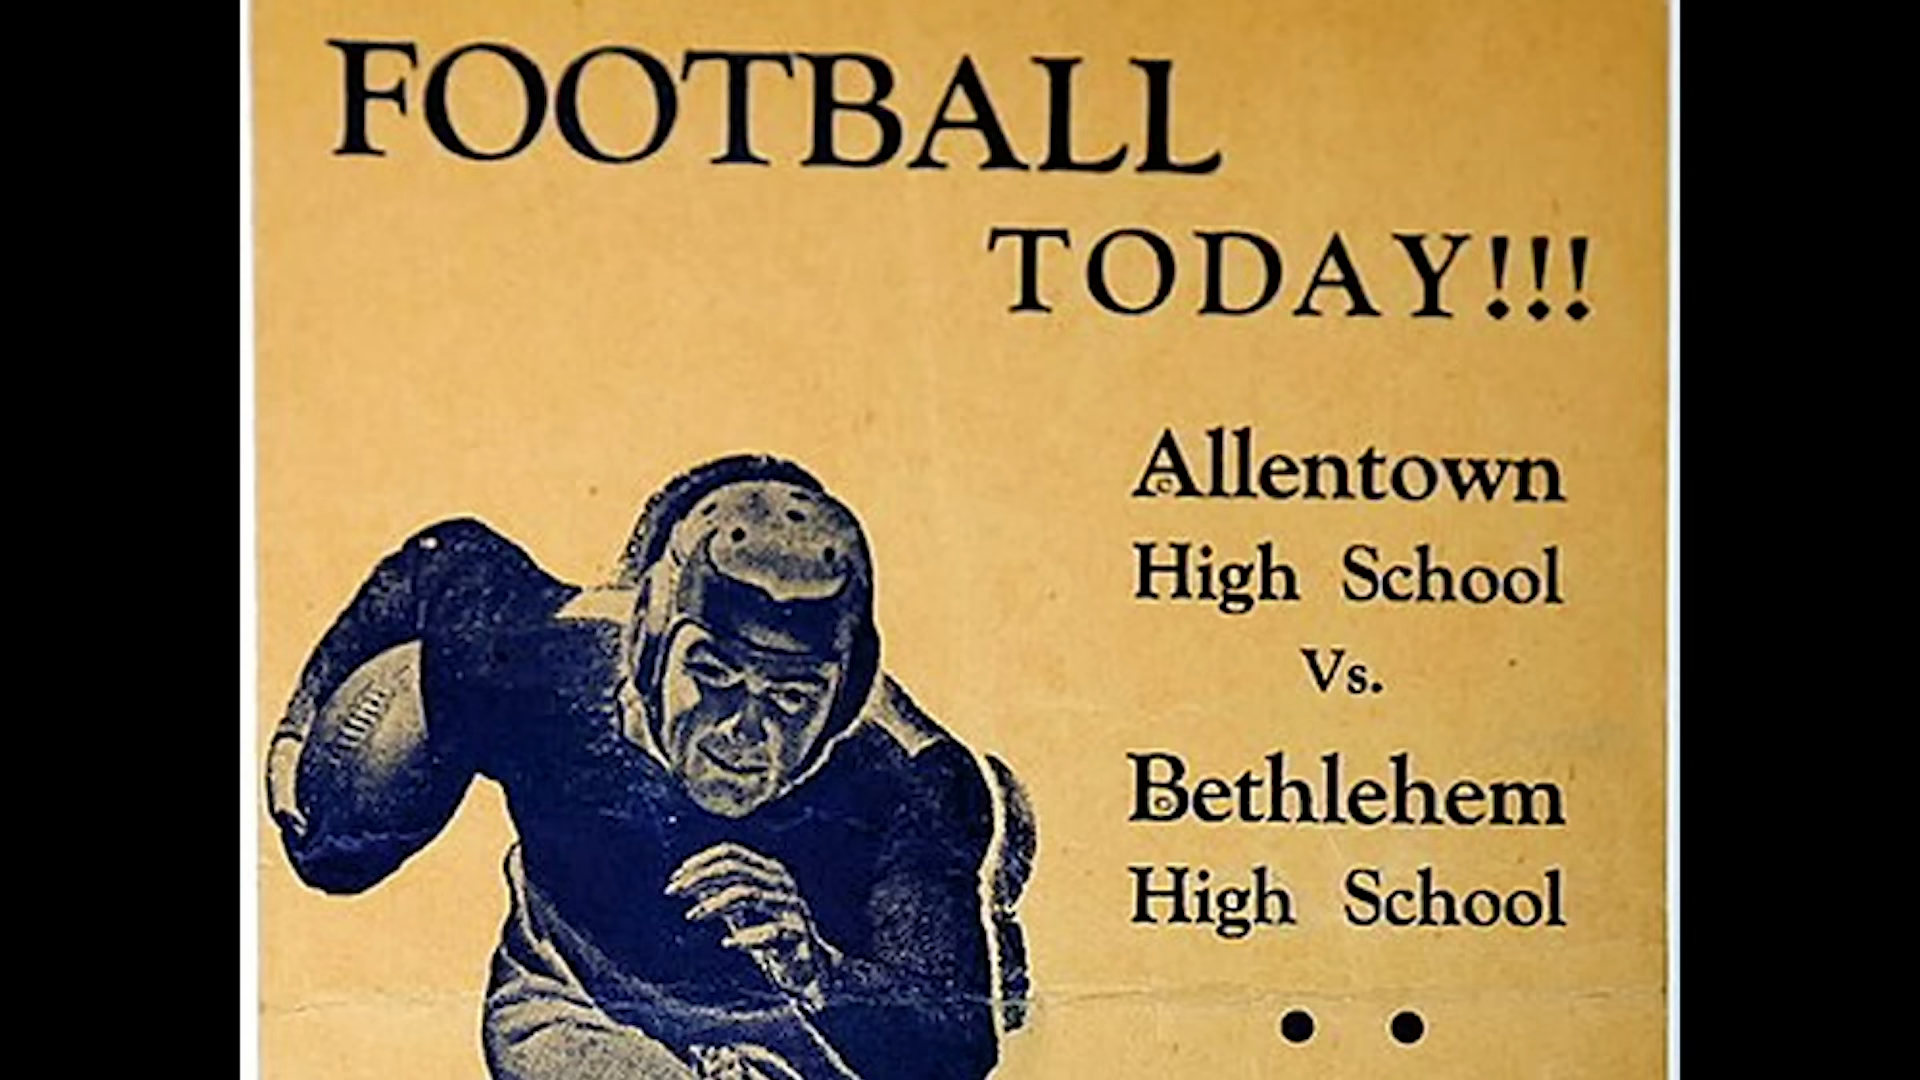 FOOTBALL
TODAY!!!
Allentown
High School
Vs.
Bethlehem
High School